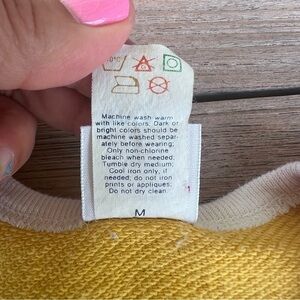 Machine wash warm
with like colors; Dark or
bright colors should be
machine washed separ-
ately before wearing;
Only non-chlorine
bleach when needed;
Tumble dry medium;
Cool iron only, if
needed; do not iron
prints or appliques;
Do not dry clean
M